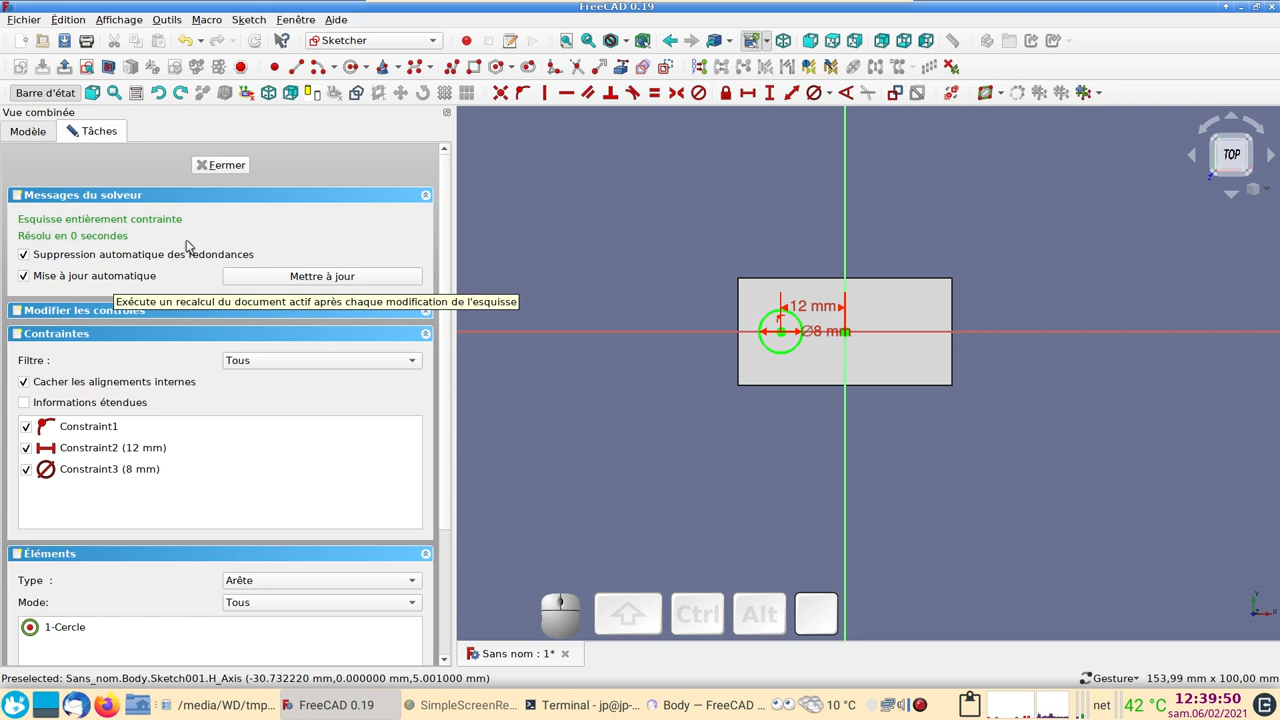 FreeCAD 0.19
Fichier Édition Affichage Outils Macro Sketch Fenêtre Aide
Sketcher
Barre d'état
Vue combinée
Modèle Tâches
Fermer
Messages du solveur
Esquisse entièrement contrainte
Résolu en 0 secondes
Suppression automatique des redondances
Mise à jour automatique Mettre à jour
Exécute un recalcul du document actif après chaque modification de l'esquisse
Modifier les contrôles
Contraintes
Filtre : Tous
Cacher les alignements internes
Informations étendues
Constraint1
Constraint2 (12 mm)
Constraint3 (8 mm)
Éléments
Type : Arête
Mode: Tous
1-Cercle
TOP
12 mm
∅8 mm
Y
X
Z
Ctrl Alt
Sans nom : 1*
Preselected: Sans_nom.Body.Sketch001.H_Axis (-30.732220 mm,0.000000 mm,5.001000 mm)
Gesture 153,99 mm x 100,00 mm
/media/WD/tmp... FreeCAD 0.19 SimpleScreenRe... Terminal - jp@jp-... Body — FreeCAD ... 10 °C net 42 °C 12:39:50
sam.06/02/2021